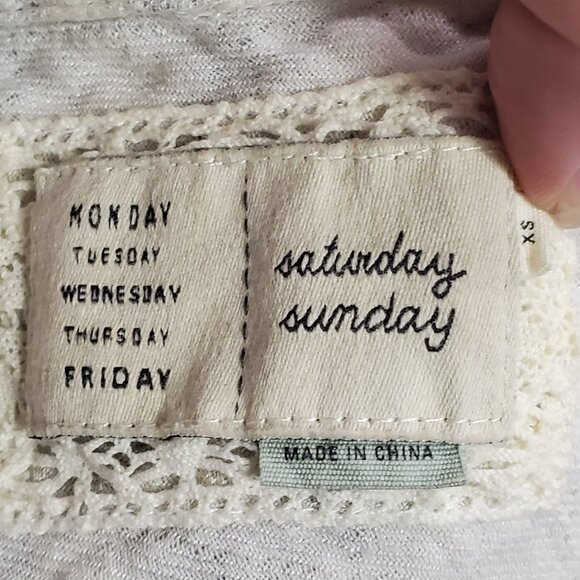 MONDAY
TUESDAY
WEDNESDAY
THURSDAY
FRIDAY
saturday
sunday
XS
MADE IN CHINA